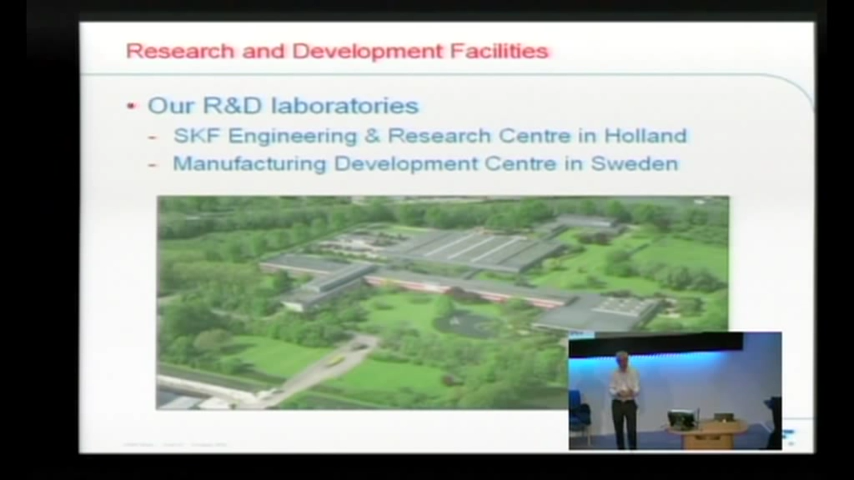 Research and Development Facilities
• Our R&D laboratories
- SKF Engineering & Research Centre in Holland
- Manufacturing Development Centre in Sweden